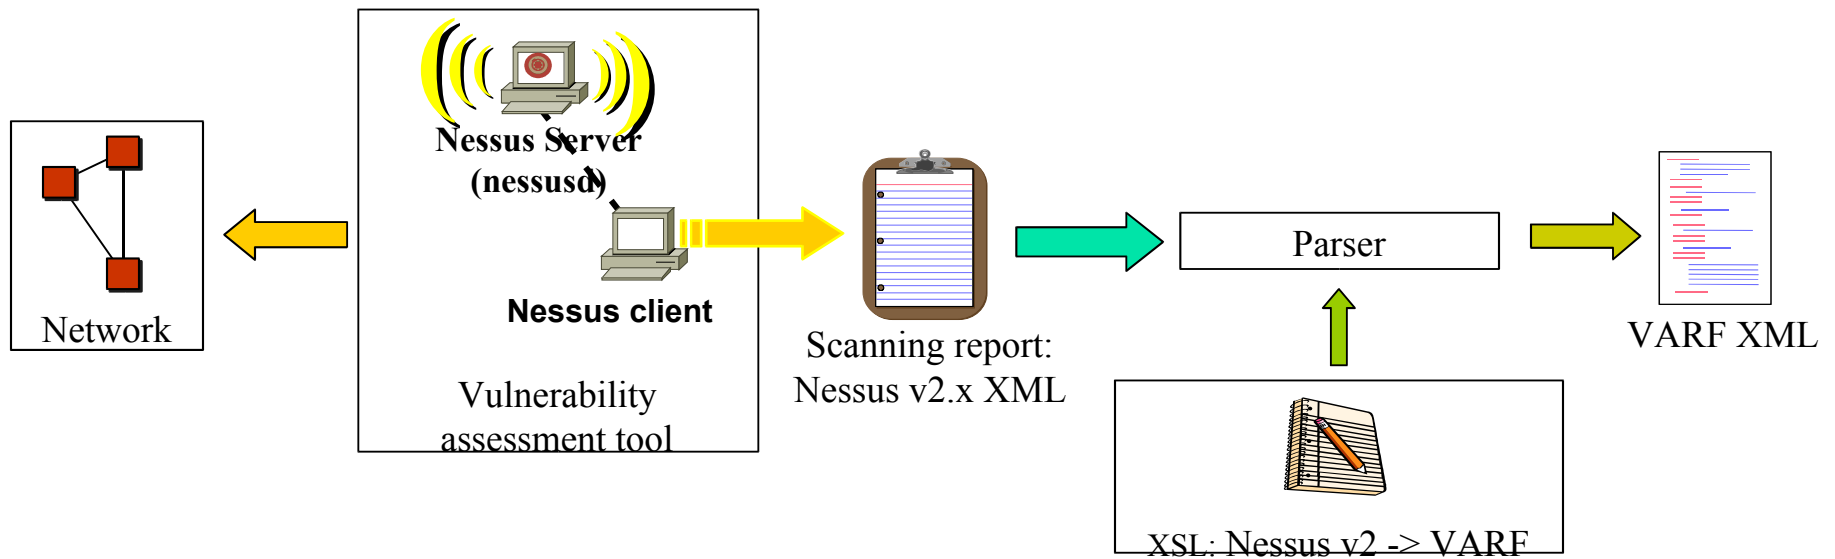 Network
Nessus Server
(nessusd)
Nessus client
Vulnerability
assessment tool
Scanning report:
Nessus v2.x XML
Parser
XSL: Nessus v2 -> VARF
VARF XML